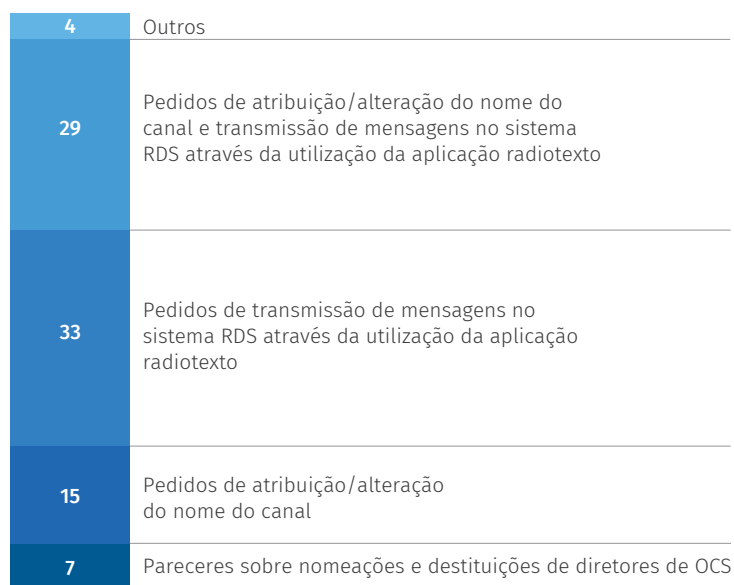 4 Outros
Pedidos de atribuição/alteração do nome do
29 canal e transmissão de mensagens no sistema
RDS através da utilização da aplicação radiotexto
Pedidos de transmissão de mensagens no
33 sistema RDS através da utilização da aplicação
radiotexto
15 Pedidos de atribuição/alteração
do nome do canal
7 Pareceres sobre nomeações e destituições de diretores de OCS